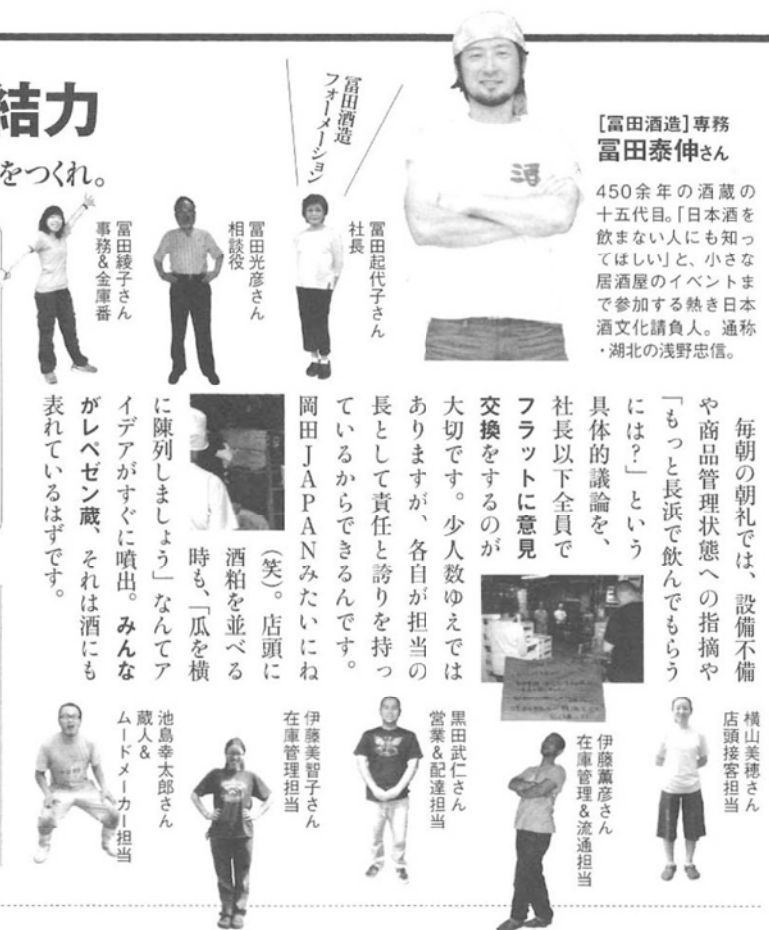 結力
をつくれ。
冨田酒造
フォーメーション
[冨田酒造]専務
冨田泰伸さん
450余年の酒蔵の
十五代目。「日本酒を
飲まない人にも知っ
てほしい」と、小さな
居酒屋のイベントま
で参加する熱き日本
酒文化請負人。通称
・湖北の浅野忠信。
冨田起代子さん
社長
冨田光彦さん
相談役
冨田綾子さん
事務&金庫番
毎朝の朝礼では、設備不備
や商品管理状態への指摘や
「もっと長浜で飲んでもらう
には?」という
具体的議論を、
社長以下全員で
フラットに意見
交換をするのが
大切です。少人数ゆえでは
ありますが、各自が担当の
長として責任と誇りを持っ
ているからできるんです。
岡田JAPANみたいにね
(笑)。店頭に
酒粕を並べる
時も、「瓜を横
に陳列しましょう」なんてア
イデアがすぐに噴出。みんな
がレペゼン蔵、それは酒にも
表れているはずです。
横山美穂さん
店頭接客担当
伊藤薫彦さん
在庫管理&流通担当
黒田武仁さん
営業&配達担当
伊藤美智子さん
在庫管理担当
池島幸太郎さん
蔵人&
ムードメーカー担当
酒